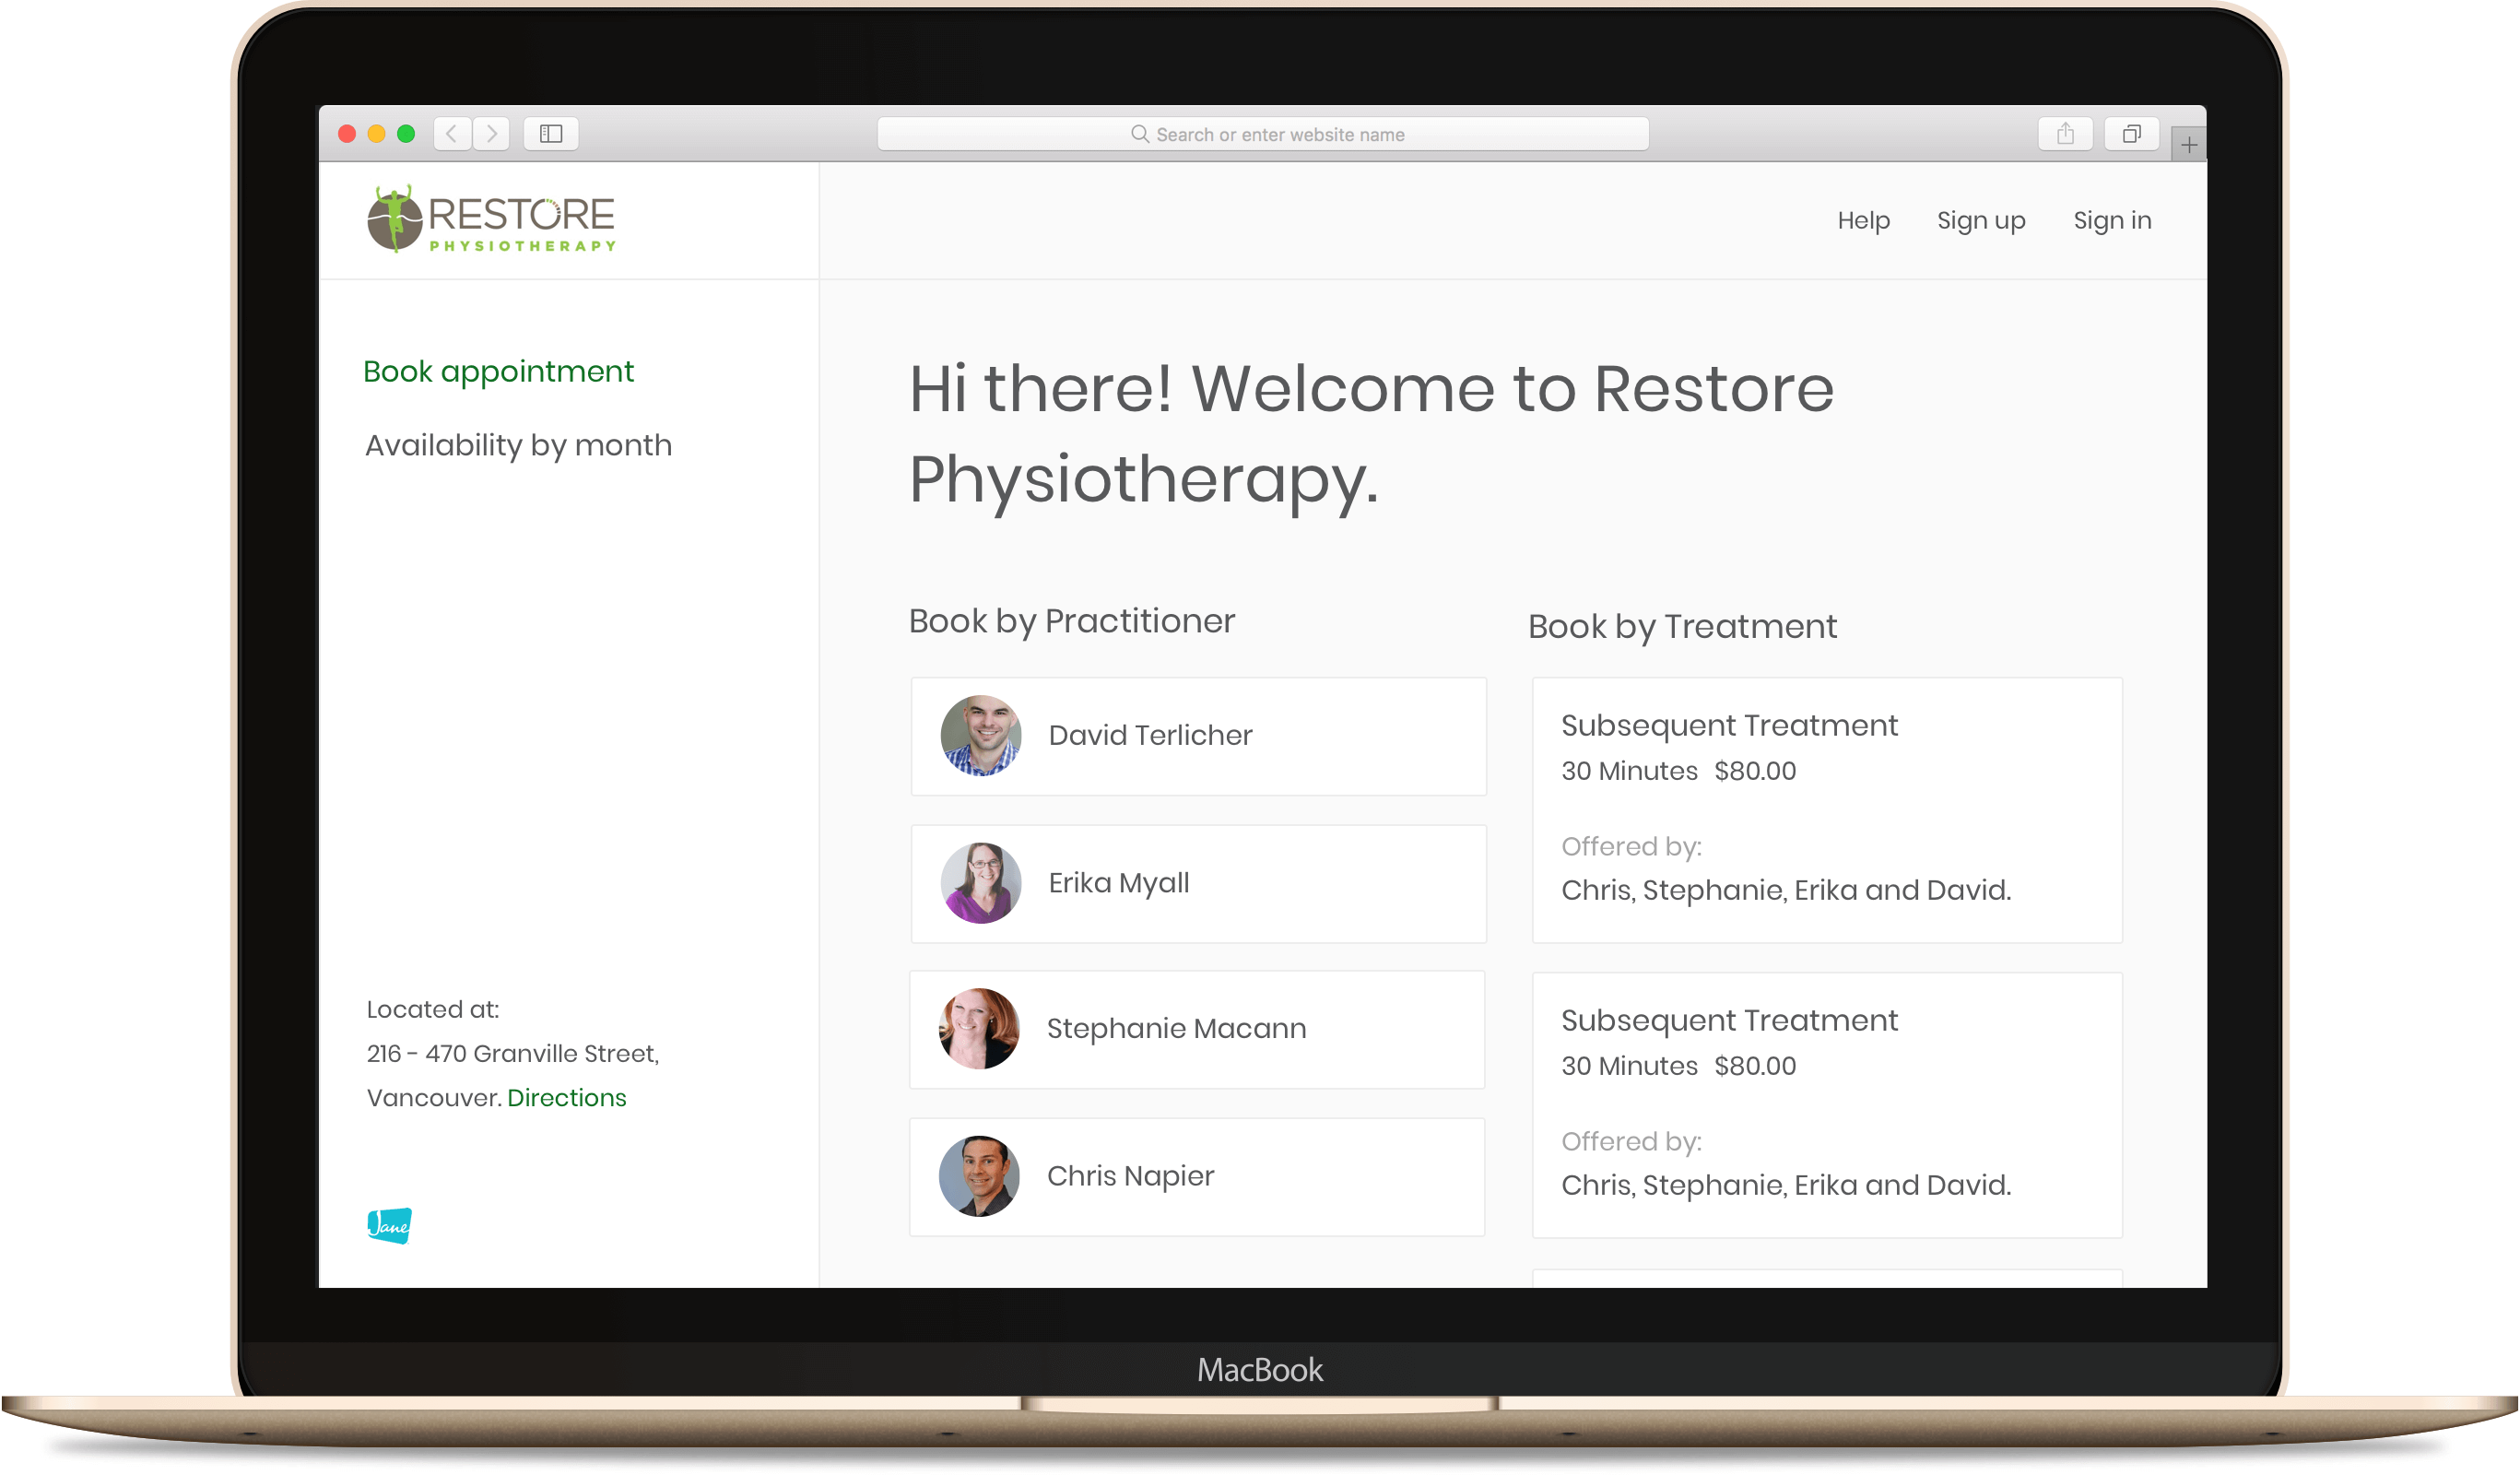 Search or enter website name
RESTORE
PHYSIOTHERAPY
Help Sign up Sign in
Book appointment
Availability by month
Located at:
216 - 470 Granville Street,
Vancouver. Directions
Jane
Hi there! Welcome to Restore
Physiotherapy.
Book by Practitioner
David Terlicher
Erika Myall
Stephanie Macann
Chris Napier
Book by Treatment
Subsequent Treatment
30 Minutes $80.00
Offered by:
Chris, Stephanie, Erika and David.
Subsequent Treatment
30 Minutes $80.00
Offered by:
Chris, Stephanie, Erika and David.
MacBook